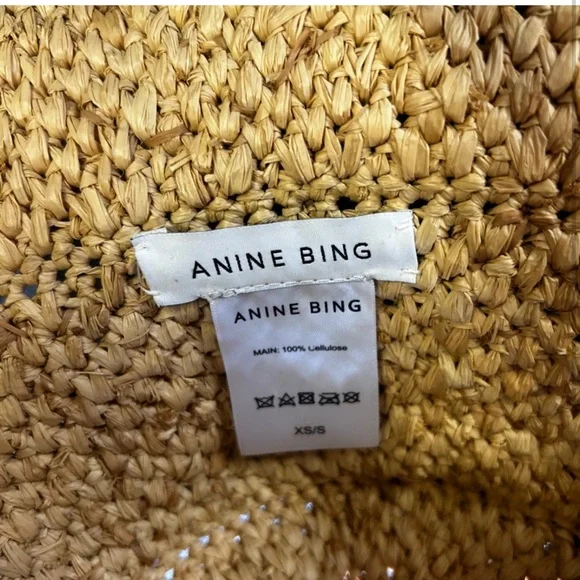 ANINE BING
ANINE BING
MAIN: 100% Cellulose
XS/S